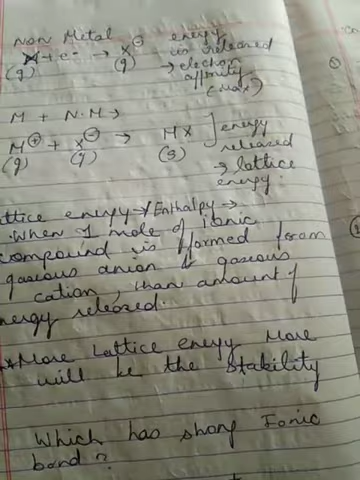 Non Metal
X + e⁻ → X⊖ energy
(g) (g) is released
→ electron
affinity
(max)
M + N.M →
M⊕ + X⊖ → MX ] energy
(g) (g) (s) released
→ lattice
energy.
attice energy / Enthalpy →
When 1 mole of ionic
compound is formed from
gaseous anion & gaseous
cation, than amount of
nergy released.
* More Lattice energy More
will be the stability
Which has strong Ionic
bond?